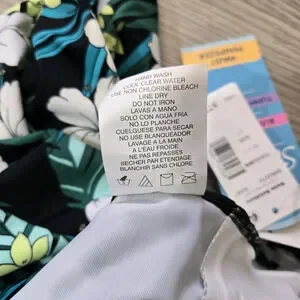 HAND WASH
COOL CLEAR WATER
USE NON CHLORINE BLEACH
LINE DRY
DO NOT IRON
LAVAS A MANO
SOLO CON AGUA FRIA
NO LO PLANCHE
CUELGUESE PARA SECAR
NO USE BLANQUEADOR
LAVAGE A LA MAIN
A EAU FROIDE
NE PAS REPASSES
SECHER PAR ETENDAGE
BLANCHIR SANS CHLORE